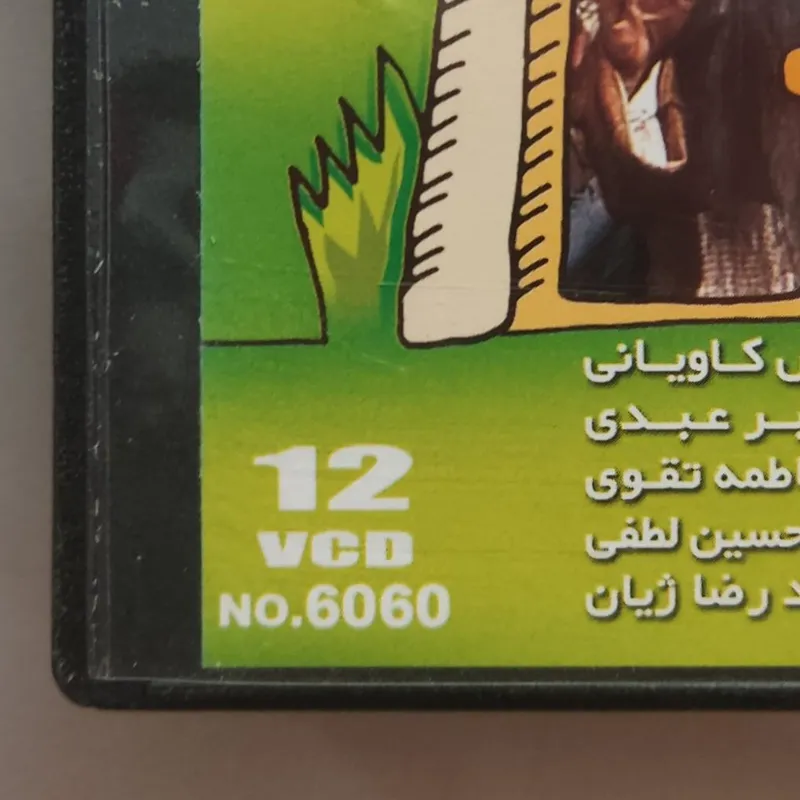 کاویانی
عبدی
تقوی
حسین لطفی
رضا ژیان
12
VCD
NO.6060